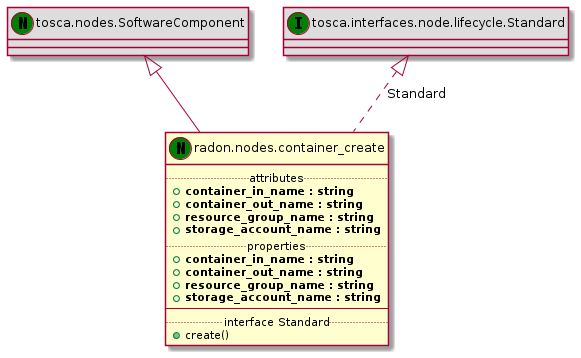 N tosca.nodes.SoftwareComponent
I tosca.interfaces.node.lifecycle.Standard
Standard
N radon.nodes.container_create
attributes
container_in_name : string
container_out_name : string
resource_group_name : string
storage_account_name : string
properties
container_in_name : string
container_out_name : string
resource_group_name : string
storage_account_name : string
interface Standard
create()